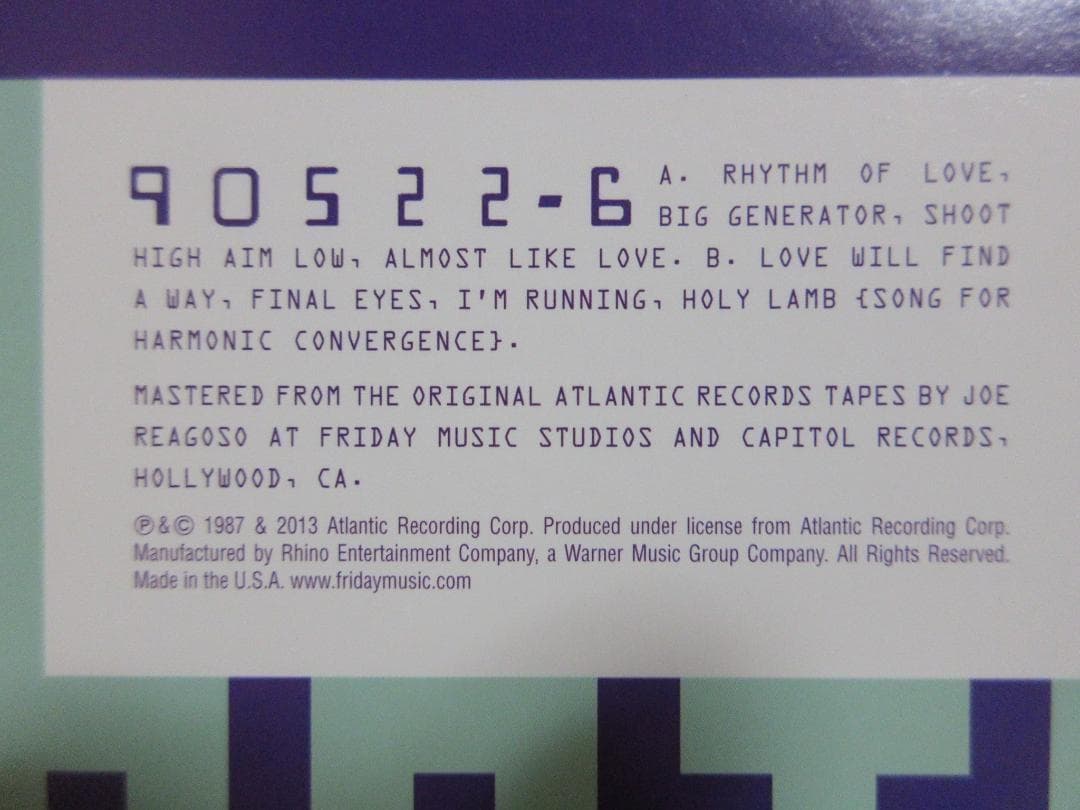 90522-6 A. RHYTHM OF LOVE,
BIG GENERATOR, SHOOT
HIGH AIM LOW, ALMOST LIKE LOVE. B. LOVE WILL FIND
A WAY, FINAL EYES, I'M RUNNING, HOLY LAMB {SONG FOR
HARMONIC CONVERGENCE}.
MASTERED FROM THE ORIGINAL ATLANTIC RECORDS TAPES BY JOE
REAGOSO AT FRIDAY MUSIC STUDIOS AND CAPITOL RECORDS,
HOLLYWOOD, CA.
℗&© 1987 & 2013 Atlantic Recording Corp. Produced under license from Atlantic Recording Corp.
Manufactured by Rhino Entertainment Company, a Warner Music Group Company. All Rights Reserved.
Made in the U.S.A. www.fridaymusic.com